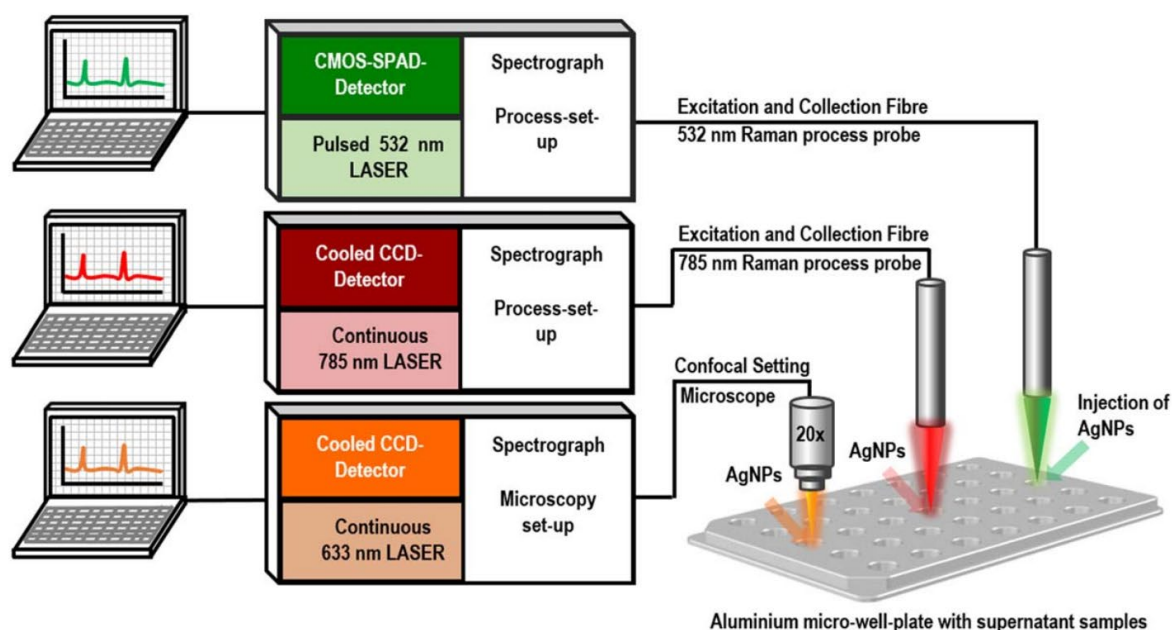 CMOS-SPAD-
Detector
Pulsed 532 nm
LASER
Spectrograph
Process-set-
up
Excitation and Collection Fibre
532 nm Raman process probe
Cooled CCD-
Detector
Continuous
785 nm LASER
Spectrograph
Process-set-
up
Excitation and Collection Fibre
785 nm Raman process probe
Cooled CCD-
Detector
Continuous
633 nm LASER
Spectrograph
Microscopy
set-up
Confocal Setting
Microscope
20x
AgNPs
AgNPs
Injection of
AgNPs
Aluminium micro-well-plate with supernatant samples